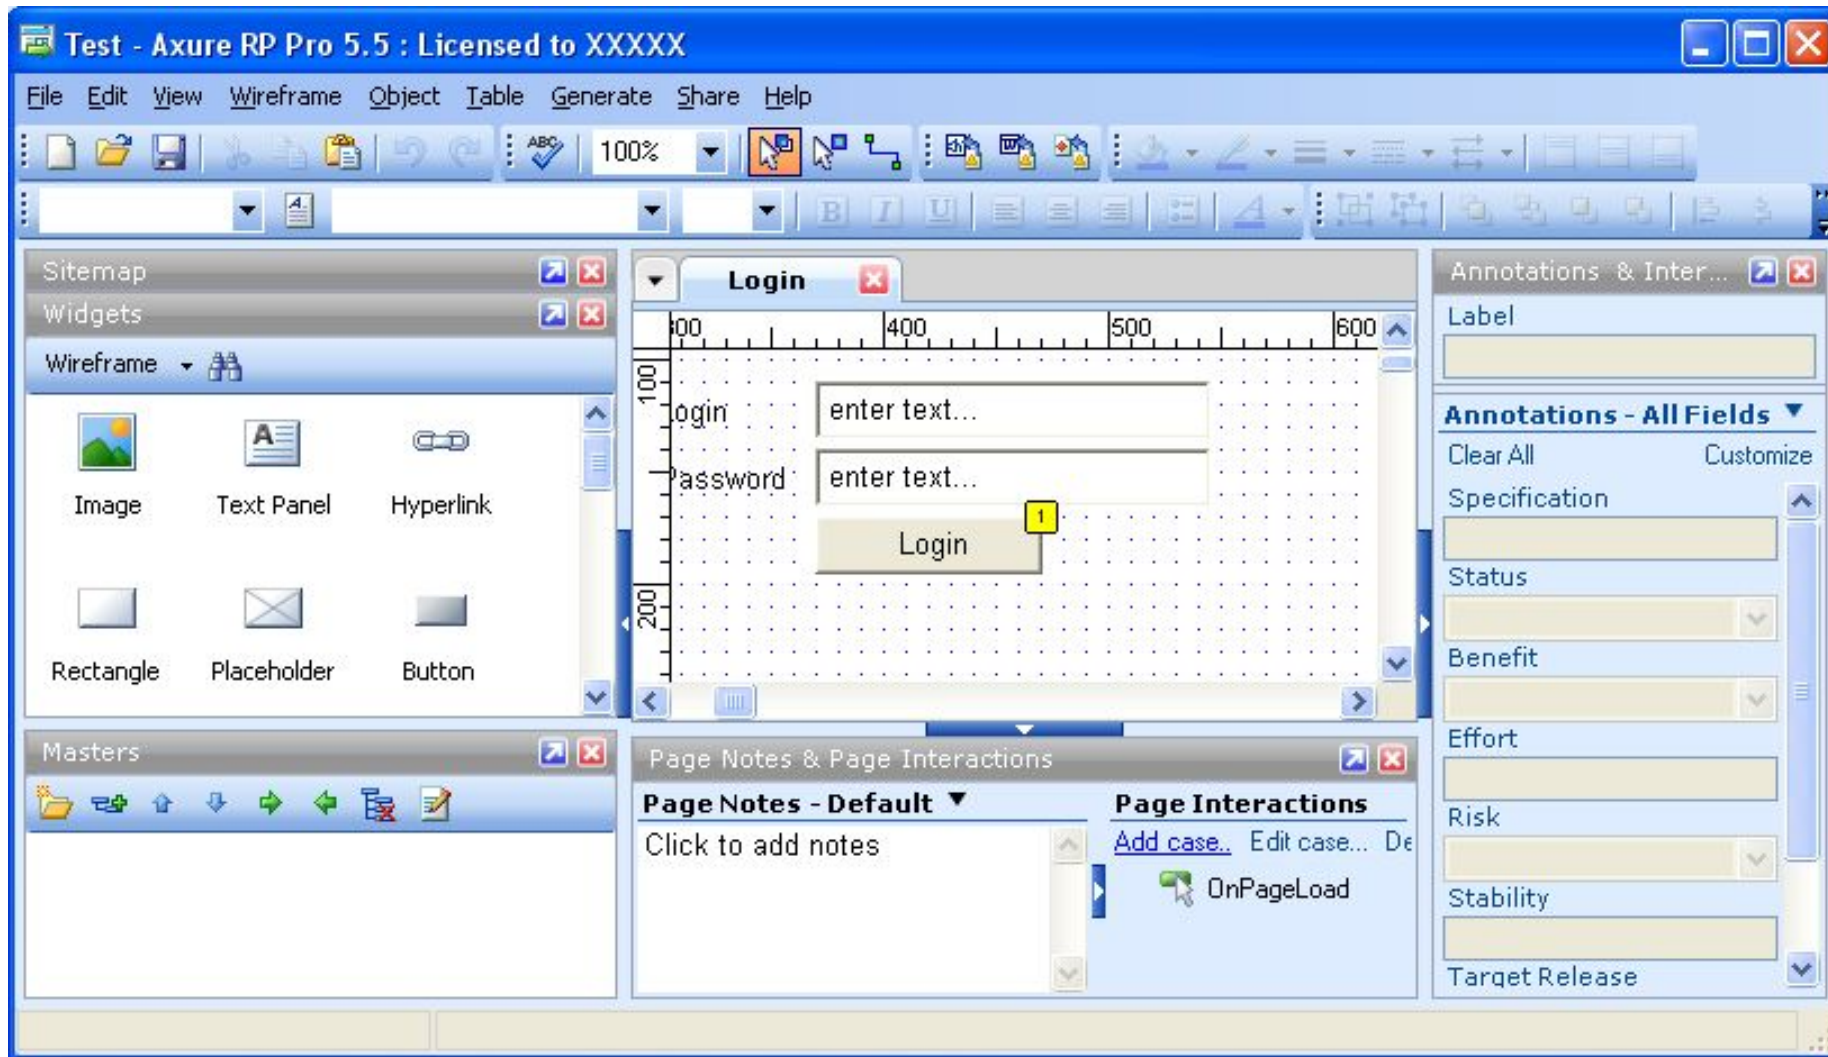 Test - Axure RP Pro 5.5 : Licensed to XXXXX
File Edit View Wireframe Object Table Generate Share Help
ABC 100%
B I U A
Sitemap
Widgets
Wireframe
Image Text Panel Hyperlink
Rectangle Placeholder Button
Masters
Login
400 500 600
100
200
ogin enter text...
assword enter text...
1
Login
Page Notes & Page Interactions
Page Notes - Default
Click to add notes
Page Interactions
Add case.. Edit case... De
OnPageLoad
Annotations & Inter...
Label
Annotations - All Fields
Clear All Customize
Specification
Status
Benefit
Effort
Risk
Stability
Target Release